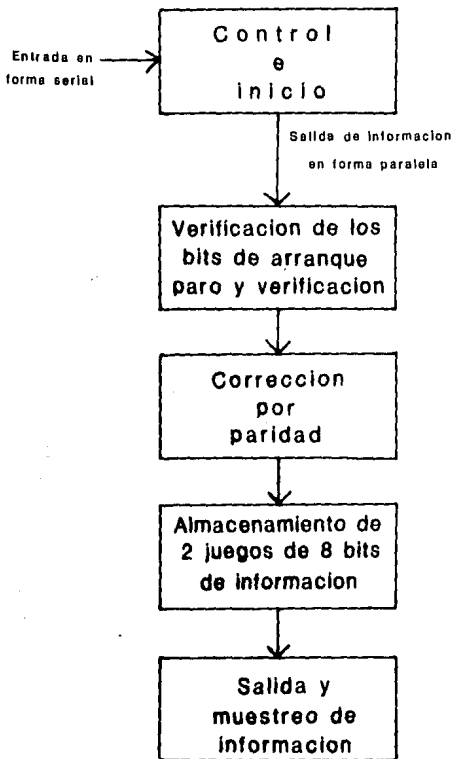 Control
e
inicio
Entrada en
forma serial
Salida de informacion
en forma paralela
Verificacion de los
bits de arranque
paro y verificacion
Correccion
por
paridad
Almacenamiento de
2 juegos de 8 bits
de informacion
Salida y
muestreo de
informacion